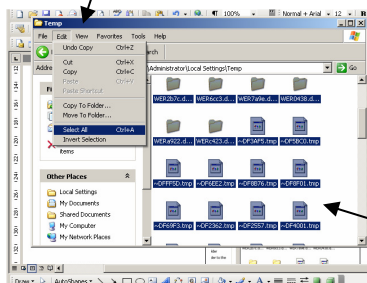 100%
Normal + Arial
12
B
Temp
File Edit View Favorites Tools Help
Undo Copy Ctrl+Z
Cut Ctrl+X
Copy Ctrl+C
Paste Ctrl+V
Paste Shortcut
Copy To Folder...
Move To Folder...
Select All Ctrl+A
Invert Selection
arch
Addre
\Administrator\Local Settings\Temp
Go
items
WER2b7c.d... WER6cc3.d... WER7a9e.d... WER0438.d...
WERa922.d... WERc423.d... ~DF3AF5.tmp ~DF5BC0.tmp
~DFFF5D.tmp ~DF6EE2.tmp ~DF8B76.tmp ~DF8F01.tmp
~DF69F3.tmp ~DF2362.tmp ~DF2557.tmp ~DF4001.tmp
Other Places
Local Settings
My Documents
Shared Documents
My Computer
My Network Places
Draw AutoShapes